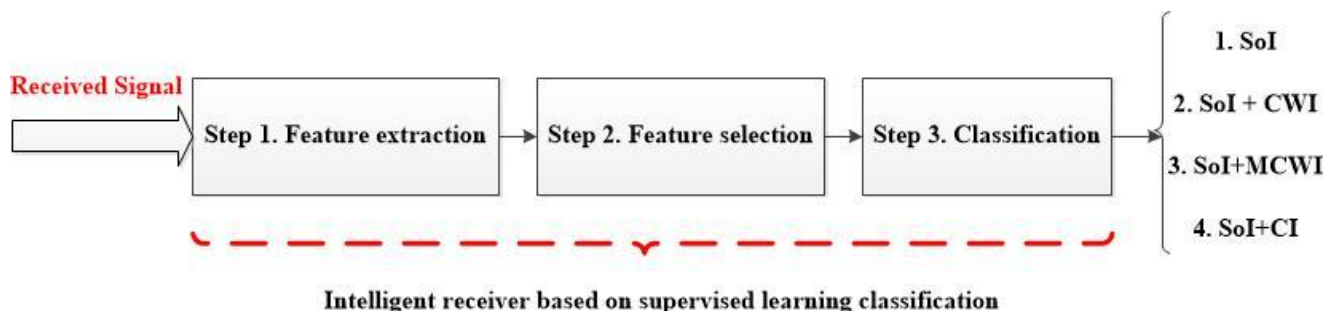 Received Signal
Step 1. Feature extraction
Step 2. Feature selection
Step 3. Classification
1. SoI
2. SoI + CWI
3. SoI+MCWI
4. SoI+CI
Intelligent receiver based on supervised learning classification